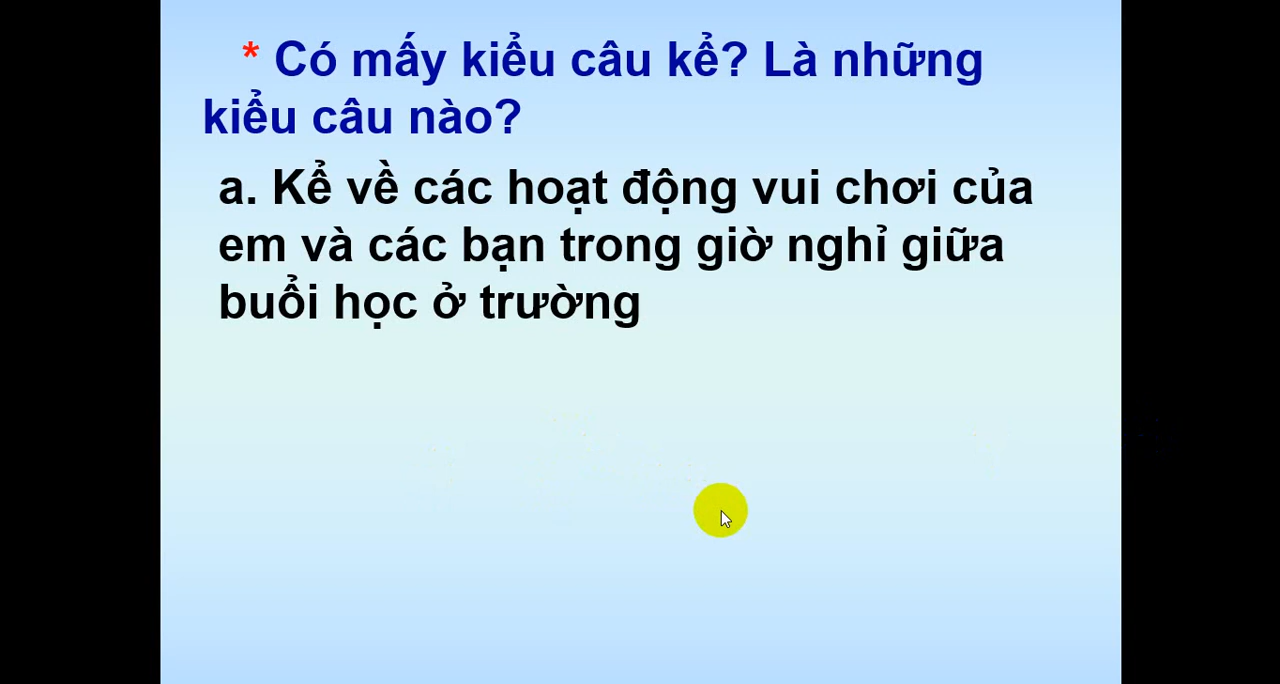 * Có mấy kiểu câu kể? Là những
kiểu câu nào?
a. Kể về các hoạt động vui chơi của
em và các bạn trong giờ nghỉ giữa
buổi học ở trường